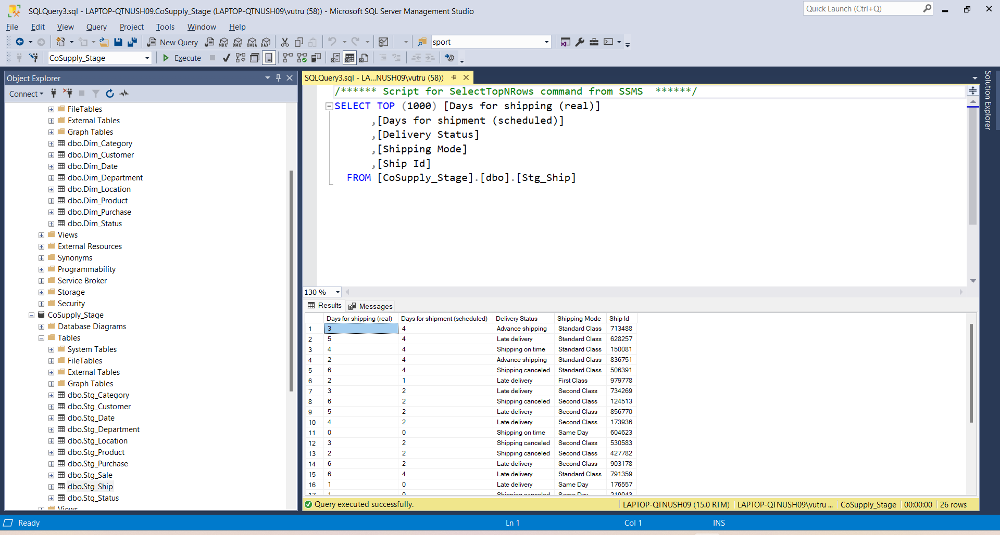 SQLQuery3.sql - LAPTOP-QTNUSH09.CoSupply_Stage (LAPTOP-QTNUSH09\vutru (58)) - Microsoft SQL Server Management Studio
Quick Launch (Ctrl+Q)
File Edit View Query Project Tools Window Help
New Query
MDX DMX XMLA DAX
sport
CoSupply_Stage
Execute
Object Explorer
Connect
FileTables
External Tables
Graph Tables
dbo.Dim_Category
dbo.Dim_Customer
dbo.Dim_Date
dbo.Dim_Department
dbo.Dim_Location
dbo.Dim_Product
dbo.Dim_Purchase
dbo.Dim_Status
Views
External Resources
Synonyms
Programmability
Service Broker
Storage
Security
CoSupply_Stage
Database Diagrams
Tables
System Tables
FileTables
External Tables
Graph Tables
dbo.Stg_Category
dbo.Stg_Customer
dbo.Stg_Date
dbo.Stg_Department
dbo.Stg_Location
dbo.Stg_Product
dbo.Stg_Purchase
dbo.Stg_Sale
dbo.Stg_Ship
dbo.Stg_Status
Views
SQLQuery3.sql - LA...NUSH09\vutru (58))
/****** Script for SelectTopNRows command from SSMS  ******/
SELECT TOP (1000) [Days for shipping (real)]
,[Days for shipment (scheduled)]
,[Delivery Status]
,[Shipping Mode]
,[Ship Id]
FROM [CoSupply_Stage].[dbo].[Stg_Ship]
Solution Explorer
130 %
Results Messages
Days for shipping (real) Days for shipment (scheduled) Delivery Status Shipping Mode Ship Id
1 3 4 Advance shipping Standard Class 713488
2 5 4 Late delivery Standard Class 628257
3 4 4 Shipping on time Standard Class 150081
4 2 4 Advance shipping Standard Class 836751
5 6 4 Shipping canceled Standard Class 506391
6 2 1 Late delivery First Class 979778
7 3 2 Late delivery Second Class 734269
8 6 2 Shipping canceled Second Class 124513
9 5 2 Late delivery Second Class 856770
10 4 2 Late delivery Second Class 173936
11 0 0 Shipping on time Same Day 604623
12 3 2 Shipping canceled Second Class 530583
13 2 2 Shipping canceled Second Class 427782
14 6 2 Late delivery Second Class 903178
15 6 4 Late delivery Standard Class 791359
16 1 0 Late delivery Same Day 176557
17 1 0 Shipping canceled Same Day 219043
Query executed successfully.
LAPTOP-QTNUSH09 (15.0 RTM) LAPTOP-QTNUSH09\vutru ... CoSupply_Stage 00:00:00 26 rows
Ready Ln 1 Col 1 INS